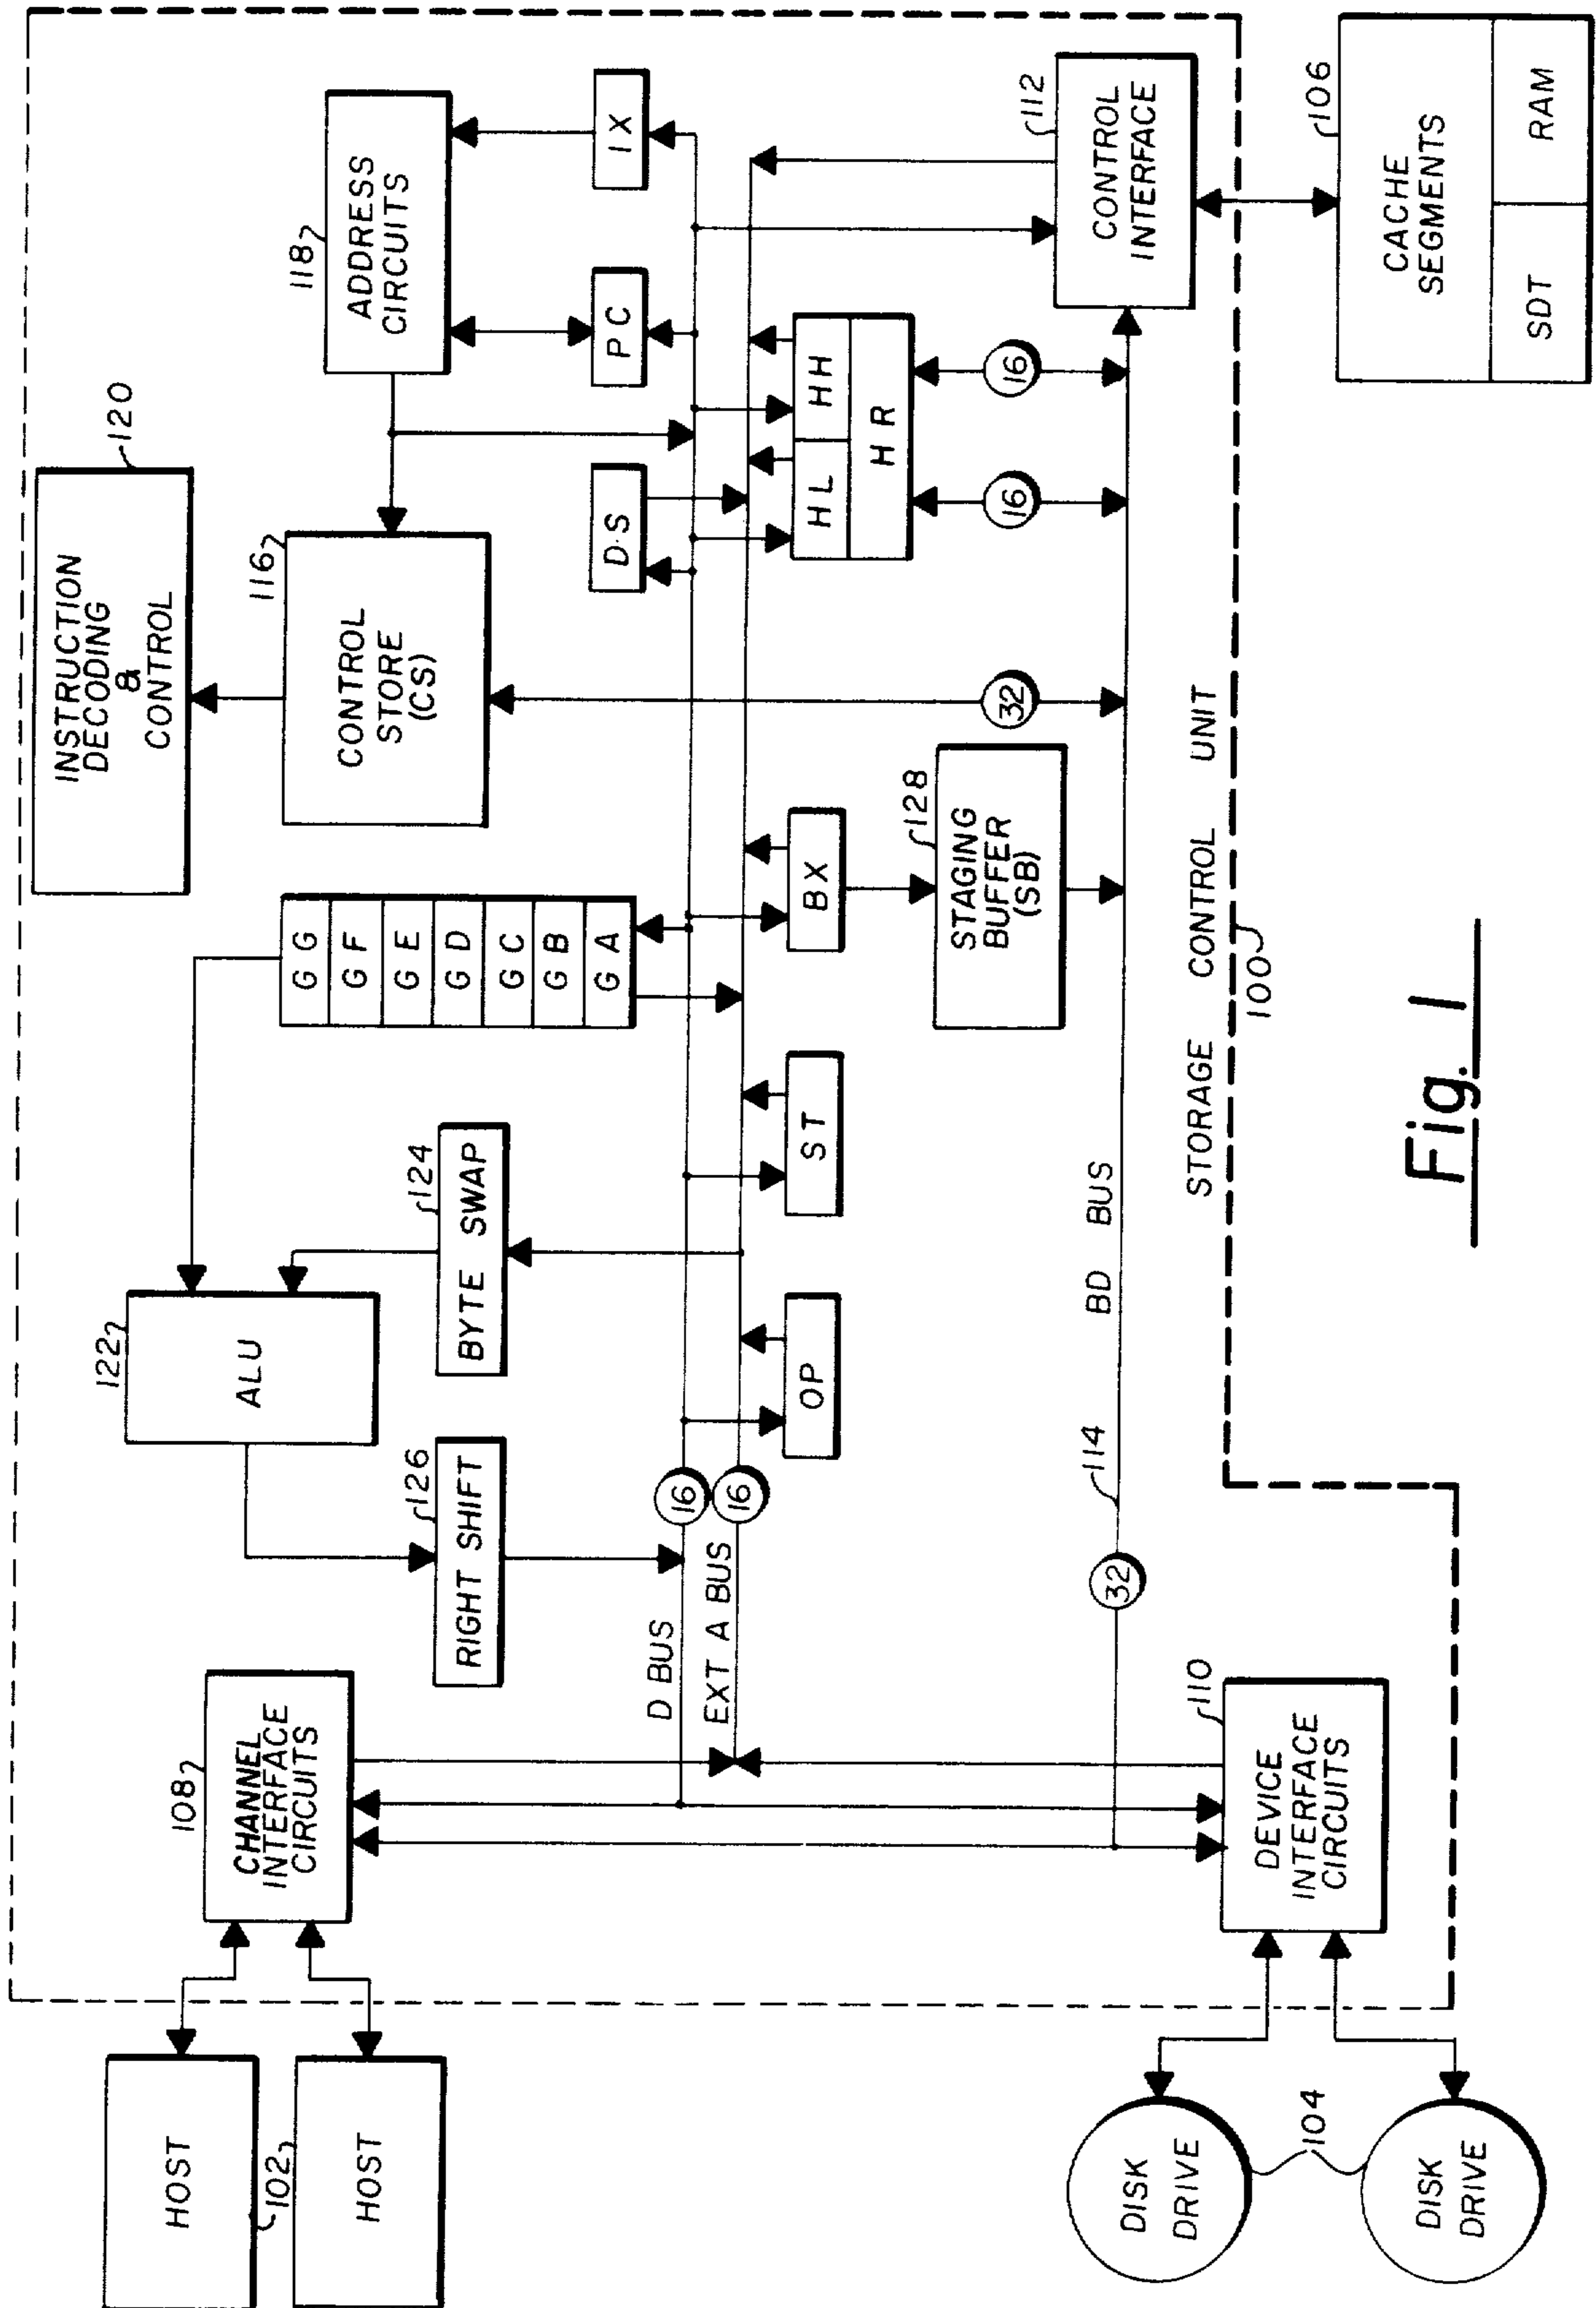 HOST
102
HOST
DISK
DRIVE
104
DISK
DRIVE
108
CHANNEL
INTERFACE
CIRCUITS
110
DEVICE
INTERFACE
CIRCUITS
D BUS
EXT A BUS
16
16
32
114
BD BUS
122
ALU
126
RIGHT SHIFT
124
BYTE SWAP
OP
ST
GG
GF
GE
GD
GC
GB
GA
BX
128
STAGING
BUFFER
(SB)
120
INSTRUCTION
DECODING
&
CONTROL
116
CONTROL
STORE
(CS)
32
118
ADDRESS
CIRCUITS
DS
PC
IX
HL
HH
HR
16
16
112
CONTROL
INTERFACE
STORAGE CONTROL UNIT
100
106
CACHE
SEGMENTS
SDT
RAM
Fig. 1